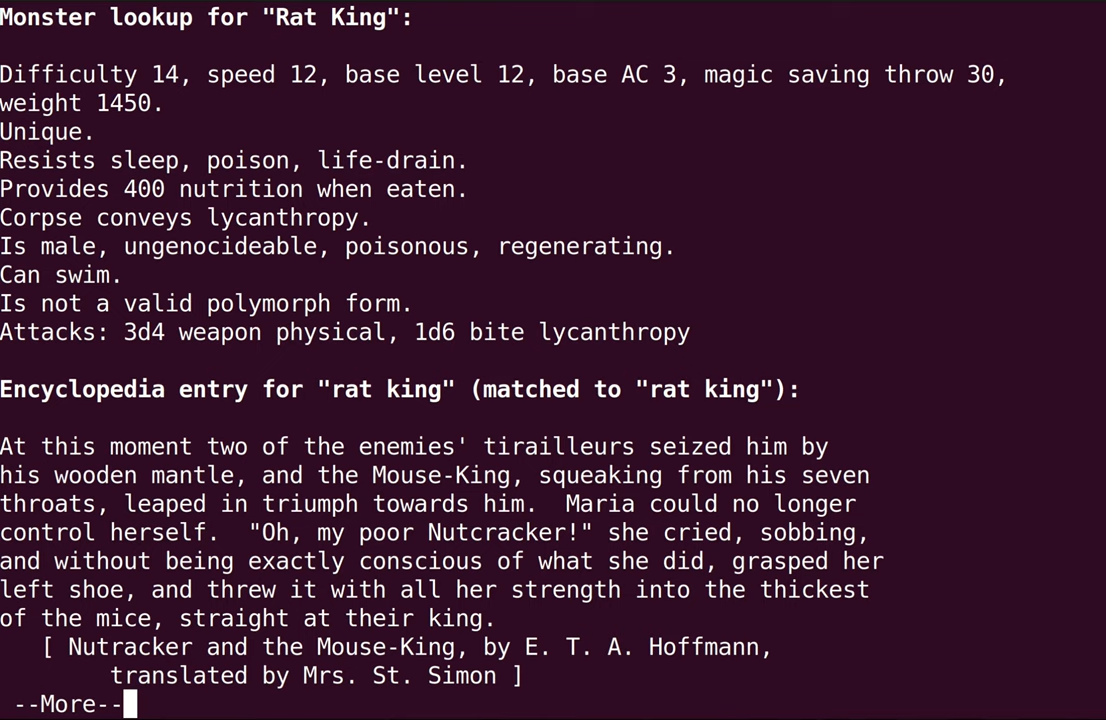 Monster lookup for "Rat King":
Difficulty 14, speed 12, base level 12, base AC 3, magic saving throw 30,
weight 1450.
Unique.
Resists sleep, poison, life-drain.
Provides 400 nutrition when eaten.
Corpse conveys lycanthropy.
Is male, ungenocideable, poisonous, regenerating.
Can swim.
Is not a valid polymorph form.
Attacks: 3d4 weapon physical, 1d6 bite lycanthropy
Encyclopedia entry for "rat king" (matched to "rat king"):
At this moment two of the enemies' tirailleurs seized him by
his wooden mantle, and the Mouse-King, squeaking from his seven
throats, leaped in triumph towards him.  Maria could no longer
control herself.  "Oh, my poor Nutcracker!" she cried, sobbing,
and without being exactly conscious of what she did, grasped her
left shoe, and threw it with all her strength into the thickest
of the mice, straight at their king.
[ Nutracker and the Mouse-King, by E. T. A. Hoffmann,
translated by Mrs. St. Simon ]
--More--